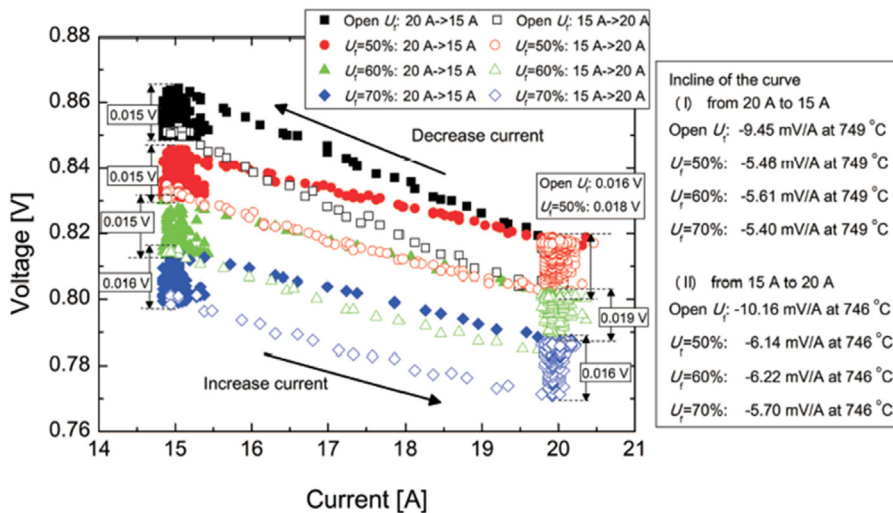 Open Uf: 20 A->15 A Open Uf: 15 A->20 A
Uf=50%: 20 A->15 A Uf=50%: 15 A->20 A
Uf=60%: 20 A->15 A Uf=60%: 15 A->20 A
Uf=70%: 20 A->15 A Uf=70%: 15 A->20 A
0.88
0.86
0.84
0.82
0.80
0.78
0.76
Voltage [V]
0.015 V
0.015 V
0.015 V
0.016 V
Decrease current
Open Uf: 0.016 V
Uf=50%: 0.018 V
0.019 V
0.016 V
Increase current
14 15 16 17 18 19 20 21
Current [A]
Incline of the curve
( I ) from 20 A to 15 A
Open Uf: -9.45 mV/A at 749 °C
Uf=50%: -5.46 mV/A at 749 °C
Uf=60%: -5.61 mV/A at 749 °C
Uf=70%: -5.40 mV/A at 749 °C
(II) from 15 A to 20 A
Open Uf: -10.16 mV/A at 746 °C
Uf=50%: -6.14 mV/A at 746 °C
Uf=60%: -6.22 mV/A at 746 °C
Uf=70%: -5.70 mV/A at 746 °C